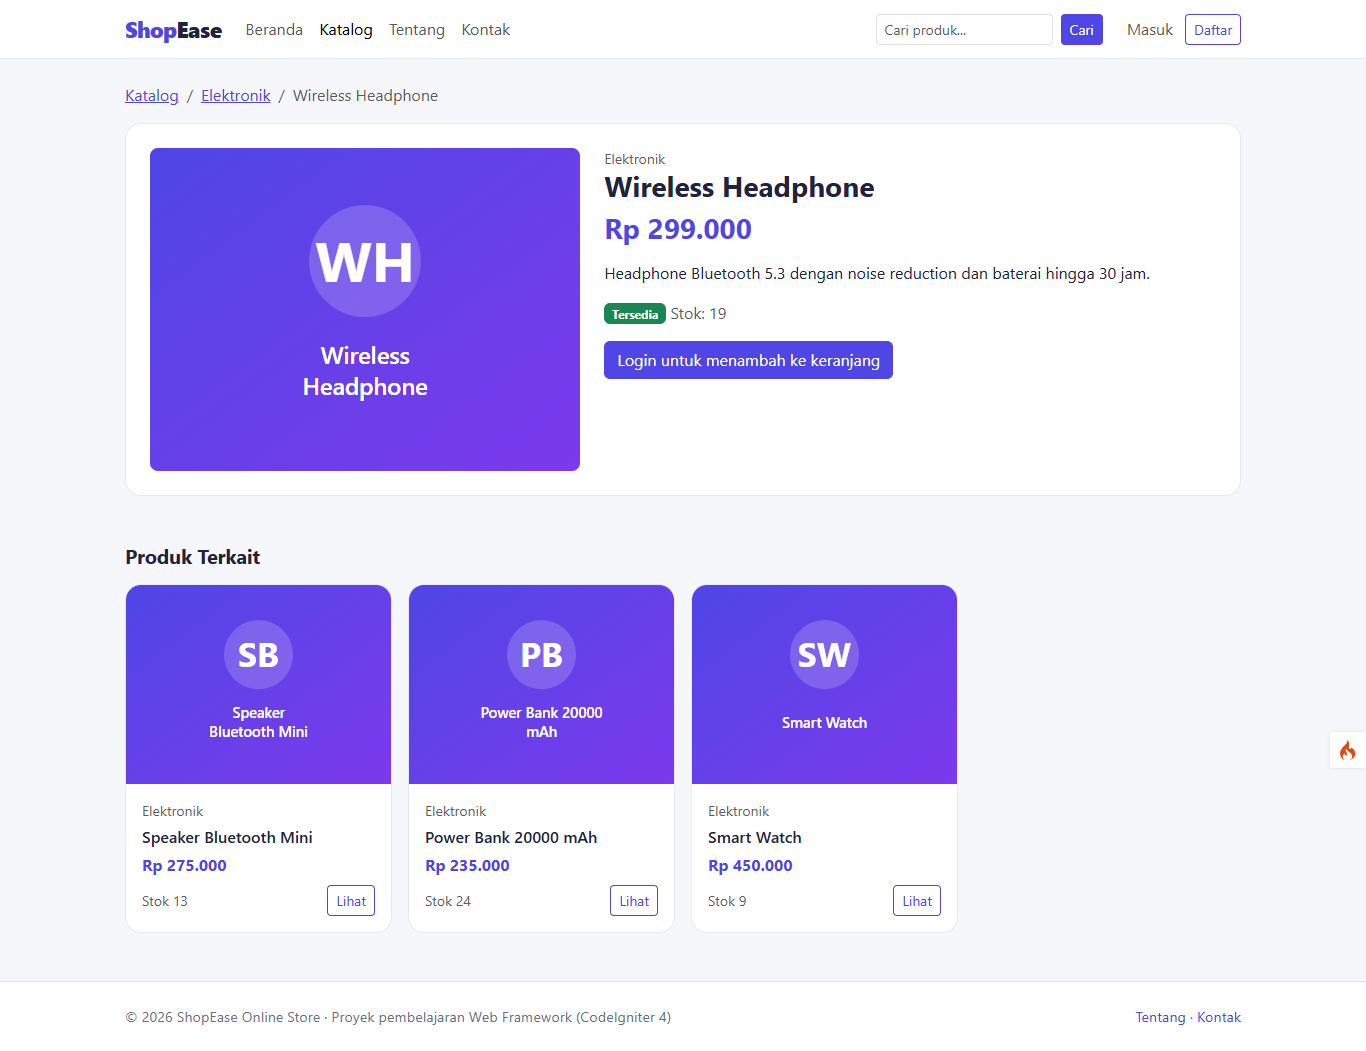 ShopEase Beranda Katalog Tentang Kontak Cari produk... Cari Masuk Daftar
Katalog / Elektronik / Wireless Headphone
WH
Wireless
Headphone
Elektronik
Wireless Headphone
Rp 299.000
Headphone Bluetooth 5.3 dengan noise reduction dan baterai hingga 30 jam.
Tersedia Stok: 19
Login untuk menambah ke keranjang
Produk Terkait
SB
Speaker
Bluetooth Mini
Elektronik
Speaker Bluetooth Mini
Rp 275.000
Stok 13 Lihat
PB
Power Bank 20000
mAh
Elektronik
Power Bank 20000 mAh
Rp 235.000
Stok 24 Lihat
SW
Smart Watch
Elektronik
Smart Watch
Rp 450.000
Stok 9 Lihat
© 2026 ShopEase Online Store · Proyek pembelajaran Web Framework (CodeIgniter 4) Tentang · Kontak